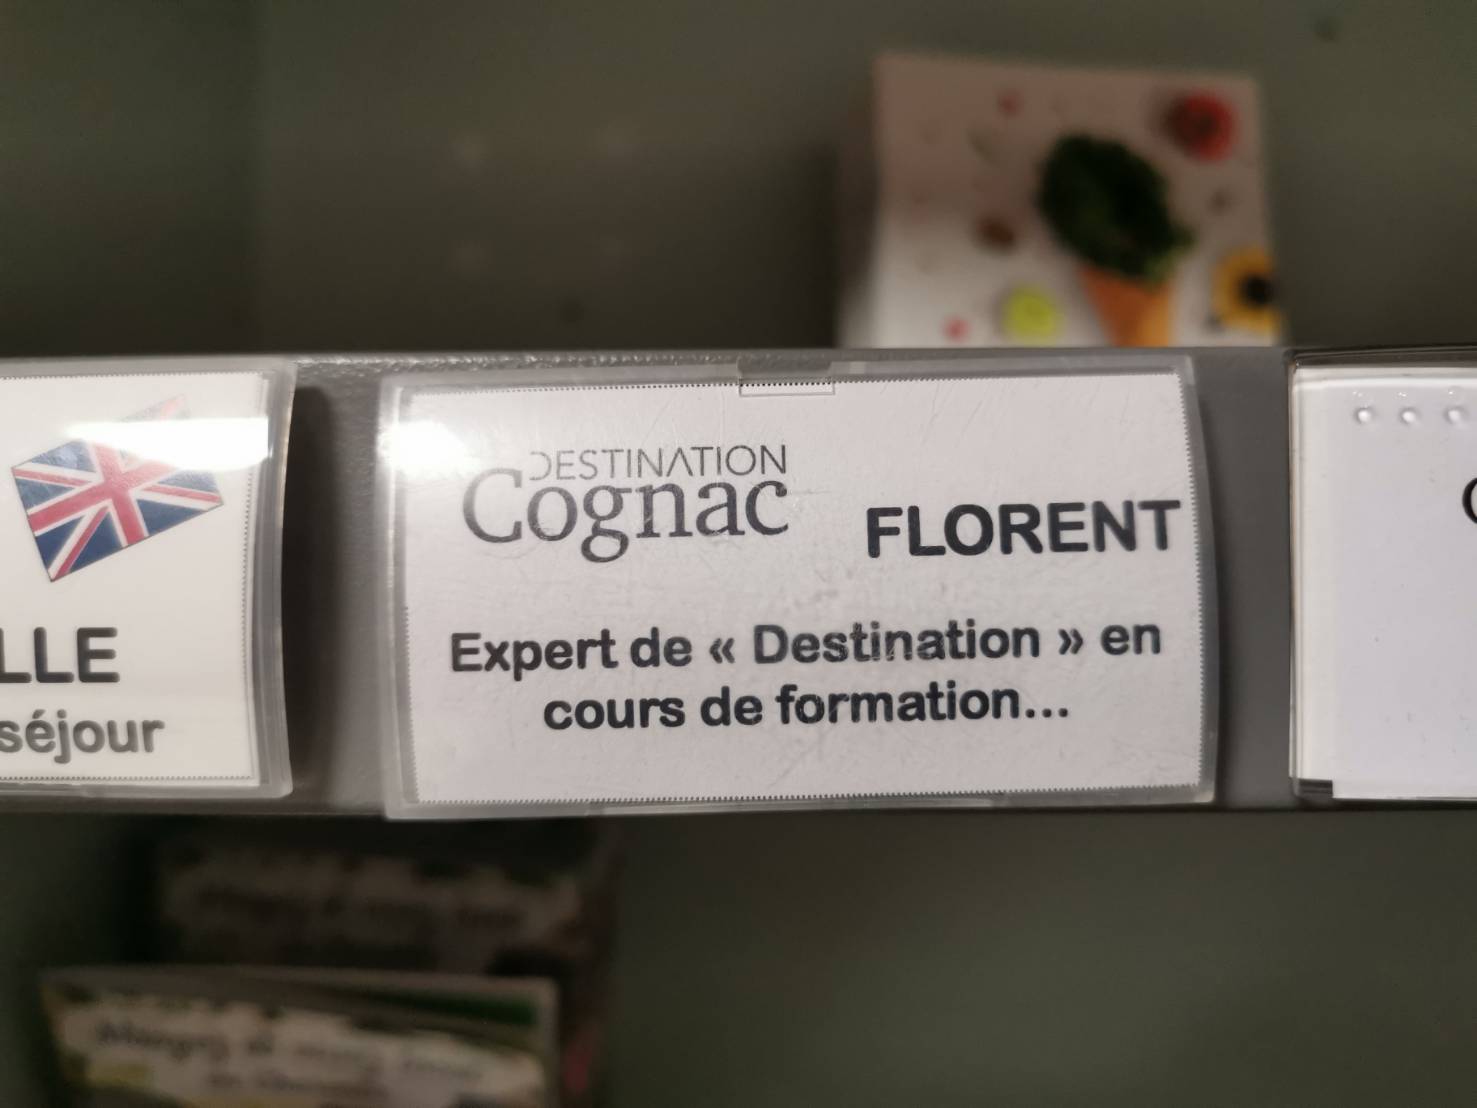 DESTINATION
Cognac
FLORENT
Expert de « Destination » en
cours de formation...
LLE
séjour